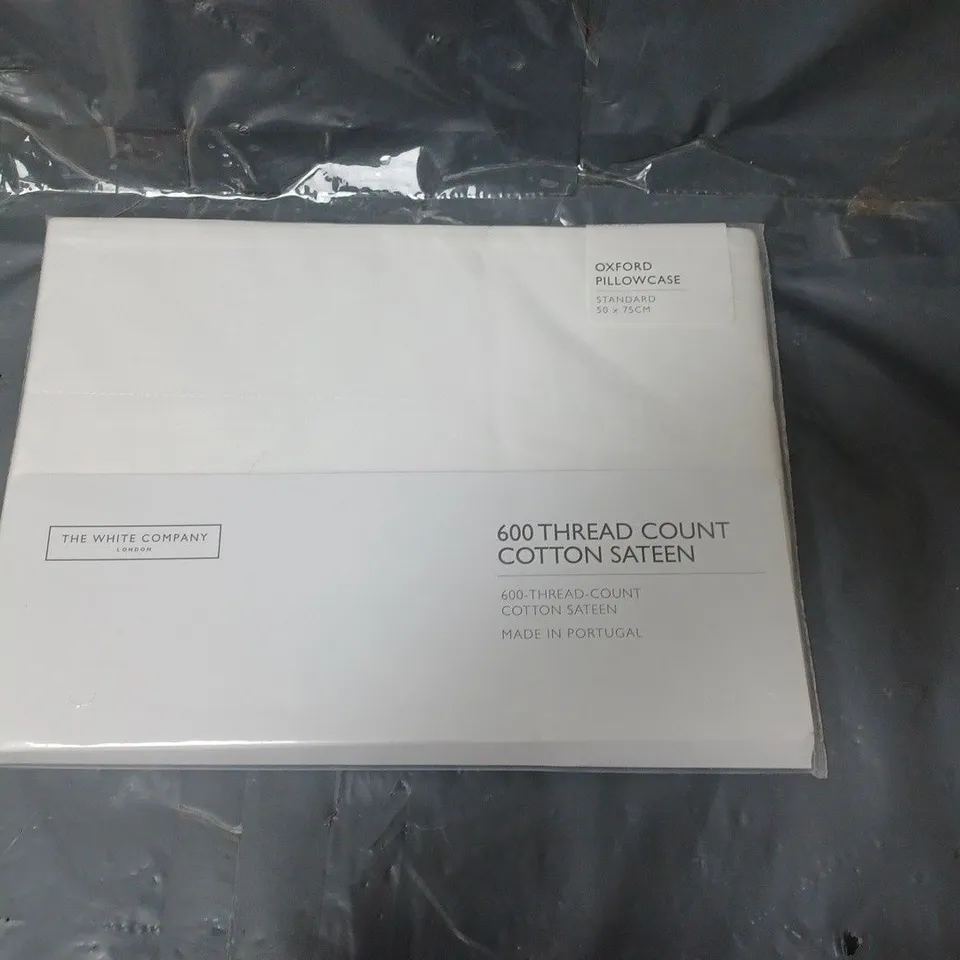 OXFORD
PILLOWCASE
STANDARD
50 x 75CM
THE WHITE COMPANY
LONDON
600 THREAD COUNT
COTTON SATEEN
600-THREAD-COUNT
COTTON SATEEN
MADE IN PORTUGAL